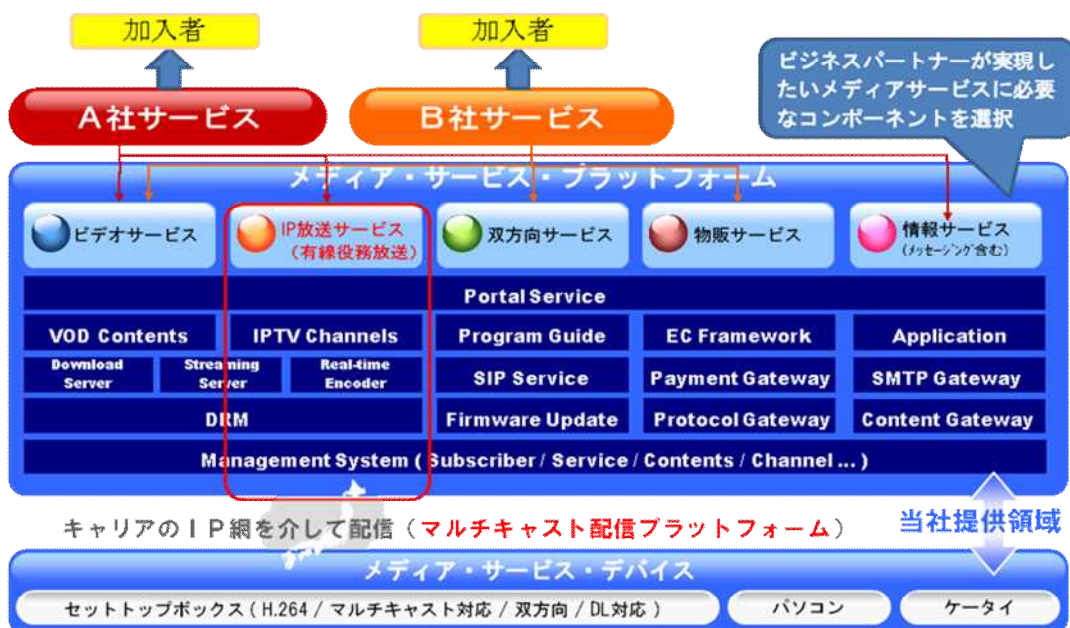 加入者
加入者
ビジネスパートナーが実現し
たいメディアサービスに必要
なコンポーネントを選択
A社サービス
B社サービス
メディア・サービス・プラットフォーム
ビデオサービス
IP放送サービス
(有線役務放送)
双方向サービス
物販サービス
情報サービス
(メッセージング含む)
Portal Service
VOD Contents
IPTV Channels
Program Guide
EC Framework
Application
Download
Server
Streaming
Server
Real-time
Encoder
SIP Service
Payment Gateway
SMTP Gateway
DRM
Firmware Update
Protocol Gateway
Content Gateway
Management System ( Subscriber / Service / Contents / Channel ... )
キャリアのIP網を介して配信(マルチキャスト配信プラットフォーム)
当社提供領域
メディア・サービス・デバイス
セットトップボックス ( H.264 / マルチキャスト対応 / 双方向 / DL対応 )
パソコン
ケータイ